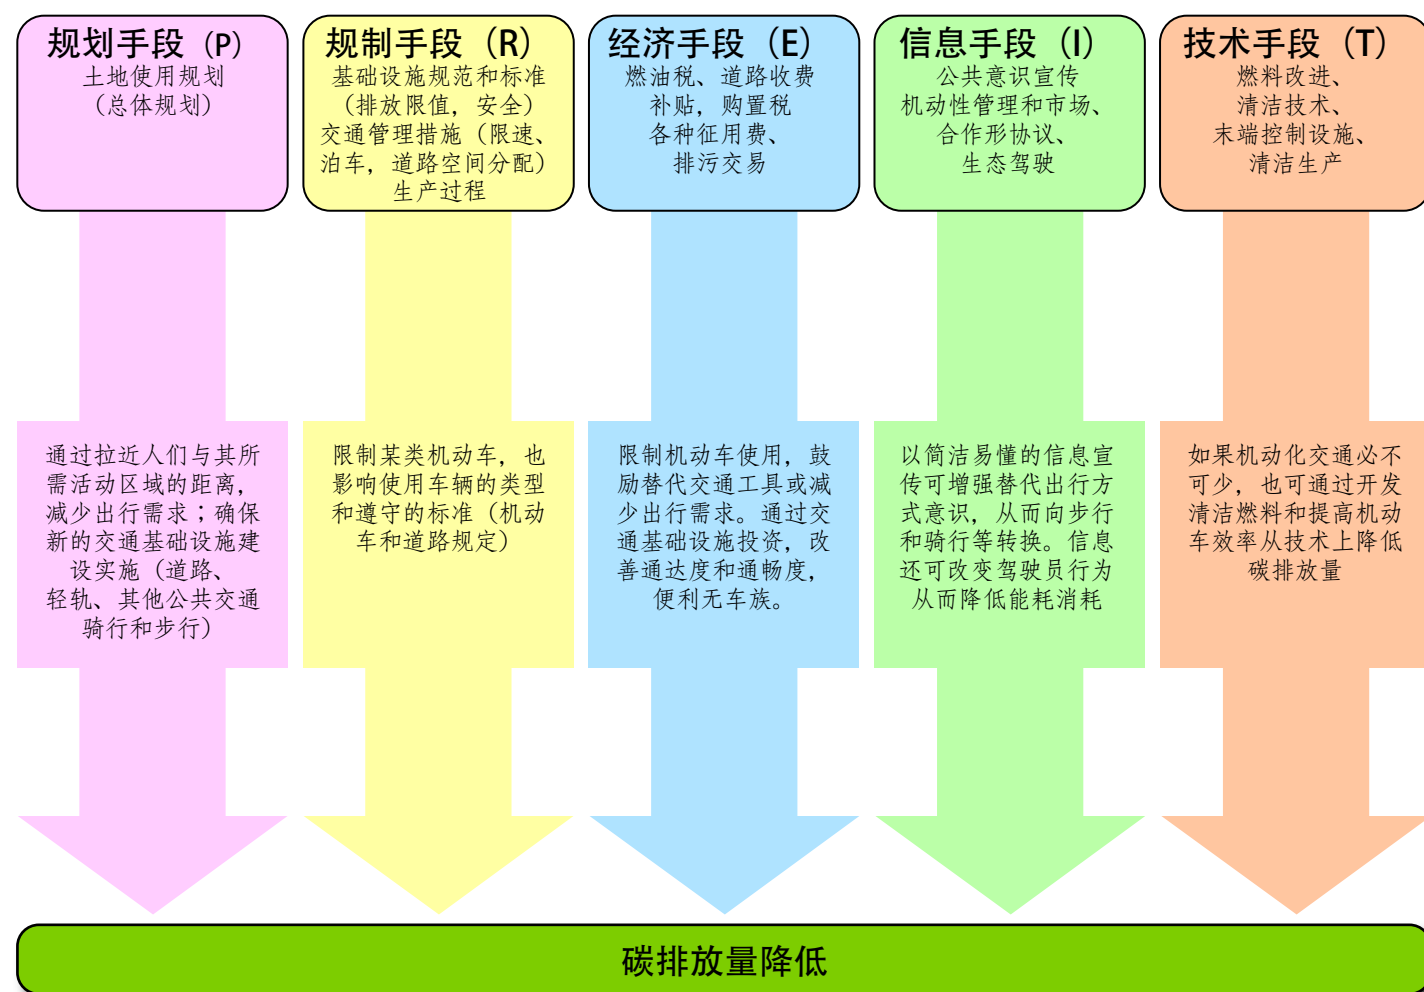 规划手段（P）
土地使用规划
（总体规划）
规制手段（R）
基础设施规范和标准
（排放限值，安全）
交通管理措施（限速、
泊车，道路空间分配）
生产过程
经济手段（E）
燃油税、道路收费
补贴，购置税
各种征用费、
排污交易
信息手段（I）
公共意识宣传
机动性管理和市场、
合作形协议、
生态驾驶
技术手段（T）
燃料改进、
清洁技术、
末端控制设施、
清洁生产
通过拉近人们与其所
需活动区域的距离，
减少出行需求；确保
新的交通基础设施建
设实施（道路、
轻轨、其他公共交通
骑行和步行）
限制某类机动车，也
影响使用车辆的类型
和遵守的标准（机动
车和道路规定）
限制机动车使用，鼓
励替代交通工具或减
少出行需求。通过交
通基础设施投资，改
善通达度和通畅度，
便利无车族。
以简洁易懂的信息宣
传可增强替代出行方
式意识，从而向步行
和骑行等转换。信息
还可改变驾驶员行为
从而降低能耗消耗
如果机动化交通必不
可少，也可通过开发
清洁燃料和提高机动
车效率从技术上降低
碳排放量
碳排放量降低